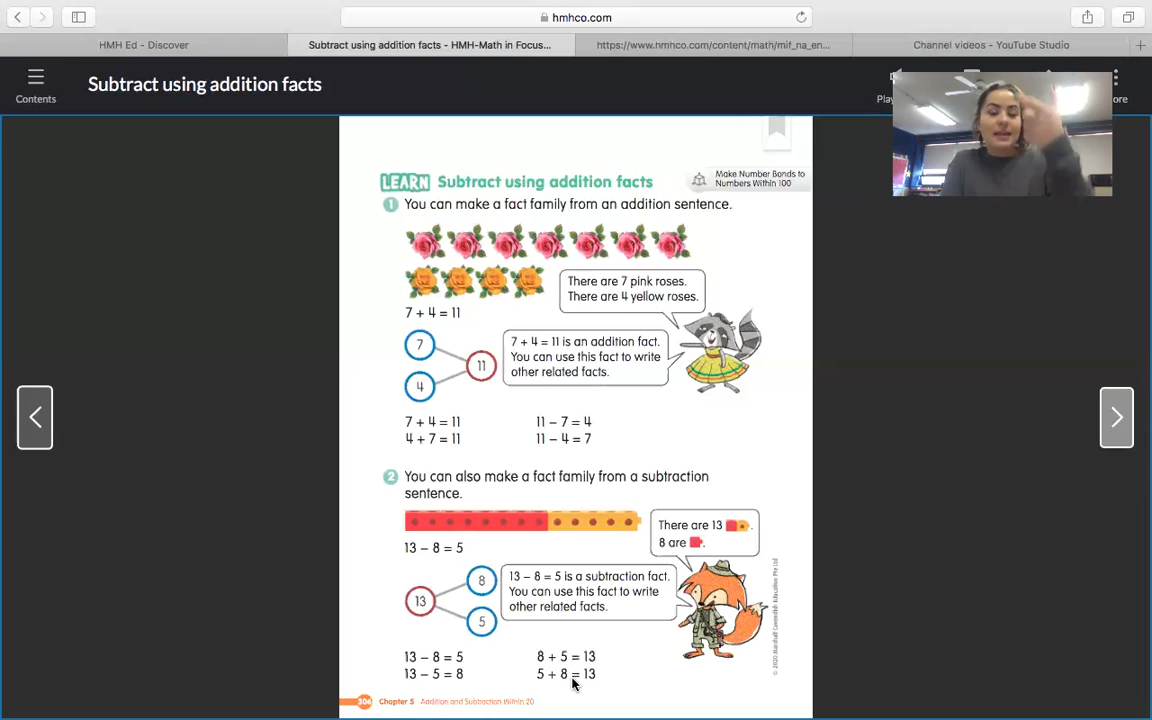 hmhco.com
HMH Ed - Discover
Subtract using addition facts - HMH-Math in Focus...
https://www.hmhco.com/content/math/mif_na_en...
Channel videos - YouTube Studio
Contents
Subtract using addition facts
LEARN Subtract using addition facts
Make Number Bonds to
Numbers Within 100
1 You can make a fact family from an addition sentence.
There are 7 pink roses.
There are 4 yellow roses.
7 + 4 = 11
7
4
11
7 + 4 = 11 is an addition fact.
You can use this fact to write
other related facts.
7 + 4 = 11 11 – 7 = 4
4 + 7 = 11 11 – 4 = 7
2 You can also make a fact family from a subtraction
sentence.
There are 13 .
8 are .
13 – 8 = 5
13
8
5
13 – 8 = 5 is a subtraction fact.
You can use this fact to write
other related facts.
13 – 8 = 5 8 + 5 = 13
13 – 5 = 8 5 + 8 = 13
© 2020 Marshall Cavendish Education Pte Ltd
306 Chapter 5 Addition and Subtraction Within 20